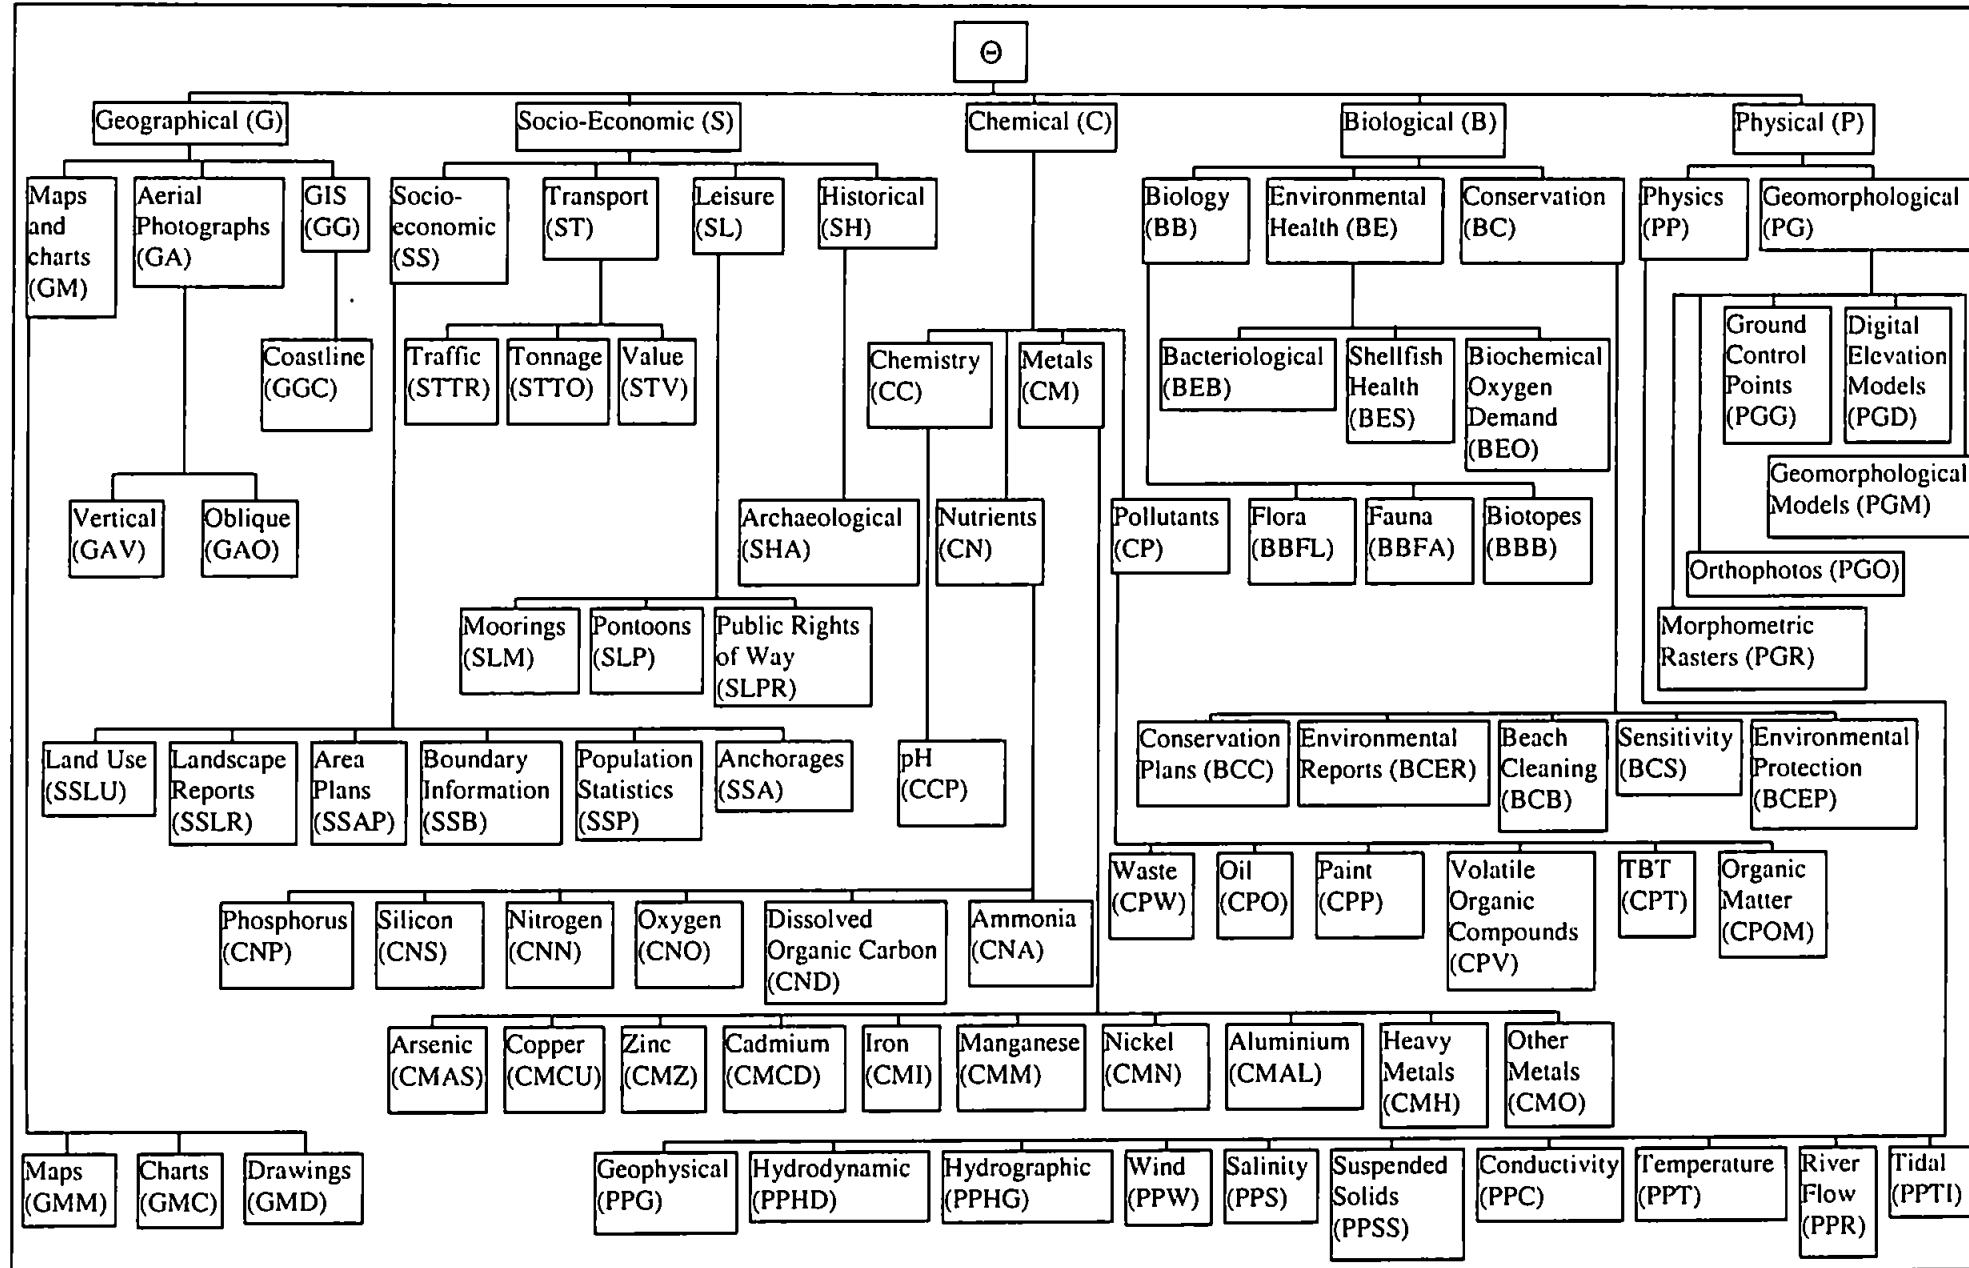 Θ
Geographical (G)
Socio-Economic (S)
Chemical (C)
Biological (B)
Physical (P)
Maps
and
charts
(GM)
Aerial
Photographs
(GA)
GIS
(GG)
Socio-
economic
(SS)
Transport
(ST)
Leisure
(SL)
Historical
(SH)
Biology
(BB)
Environmental
Health (BE)
Conservation
(BC)
Physics
(PP)
Geomorphological
(PG)
Coastline
(GGC)
Traffic
(STTR)
Tonnage
(STTO)
Value
(STV)
Chemistry
(CC)
Metals
(CM)
Bacteriological
(BEB)
Shellfish
Health
(BES)
Biochemical
Oxygen
Demand
(BEO)
Ground
Control
Points
(PGG)
Digital
Elevation
Models
(PGD)
Geomorphological
Models (PGM)
Vertical
(GAV)
Oblique
(GAO)
Archaeological
(SHA)
Nutrients
(CN)
Pollutants
(CP)
Flora
(BBFL)
Fauna
(BBFA)
Biotopes
(BBB)
Orthophotos (PGO)
Moorings
(SLM)
Pontoons
(SLP)
Public Rights
of Way
(SLPR)
Morphometric
Rasters (PGR)
Land Use
(SSLU)
Landscape
Reports
(SSLR)
Area
Plans
(SSAP)
Boundary
Information
(SSB)
Population
Statistics
(SSP)
Anchorages
(SSA)
pH
(CCP)
Conservation
Plans (BCC)
Environmental
Reports (BCER)
Beach
Cleaning
(BCB)
Sensitivity
(BCS)
Environmental
Protection
(BCEP)
Waste
(CPW)
Oil
(CPO)
Paint
(CPP)
Volatile
Organic
Compounds
(CPV)
TBT
(CPT)
Organic
Matter
(CPOM)
Phosphorus
(CNP)
Silicon
(CNS)
Nitrogen
(CNN)
Oxygen
(CNO)
Dissolved
Organic Carbon
(CND)
Ammonia
(CNA)
Arsenic
(CMAS)
Copper
(CMCU)
Zinc
(CMZ)
Cadmium
(CMCD)
Iron
(CMI)
Manganese
(CMM)
Nickel
(CMN)
Aluminium
(CMAL)
Heavy
Metals
(CMH)
Other
Metals
(CMO)
Maps
(GMM)
Charts
(GMC)
Drawings
(GMD)
Geophysical
(PPG)
Hydrodynamic
(PPHD)
Hydrographic
(PPHG)
Wind
(PPW)
Salinity
(PPS)
Suspended
Solids
(PPSS)
Conductivity
(PPC)
Temperature
(PPT)
River
Flow
(PPR)
Tidal
(PPTI)